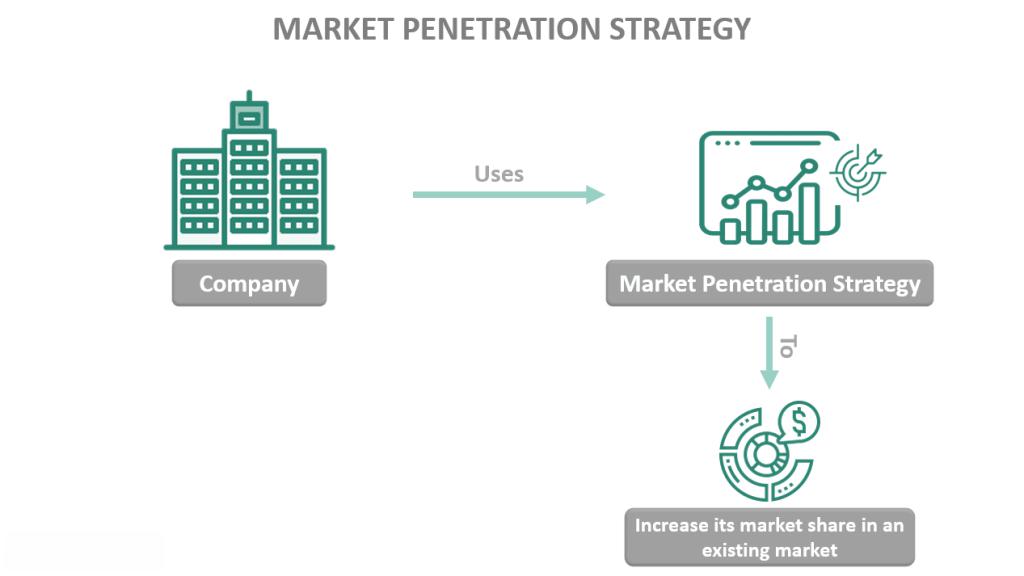 MARKET PENETRATION STRATEGY
Uses
Company
Market Penetration Strategy
To
$
Increase its market share in an
existing market